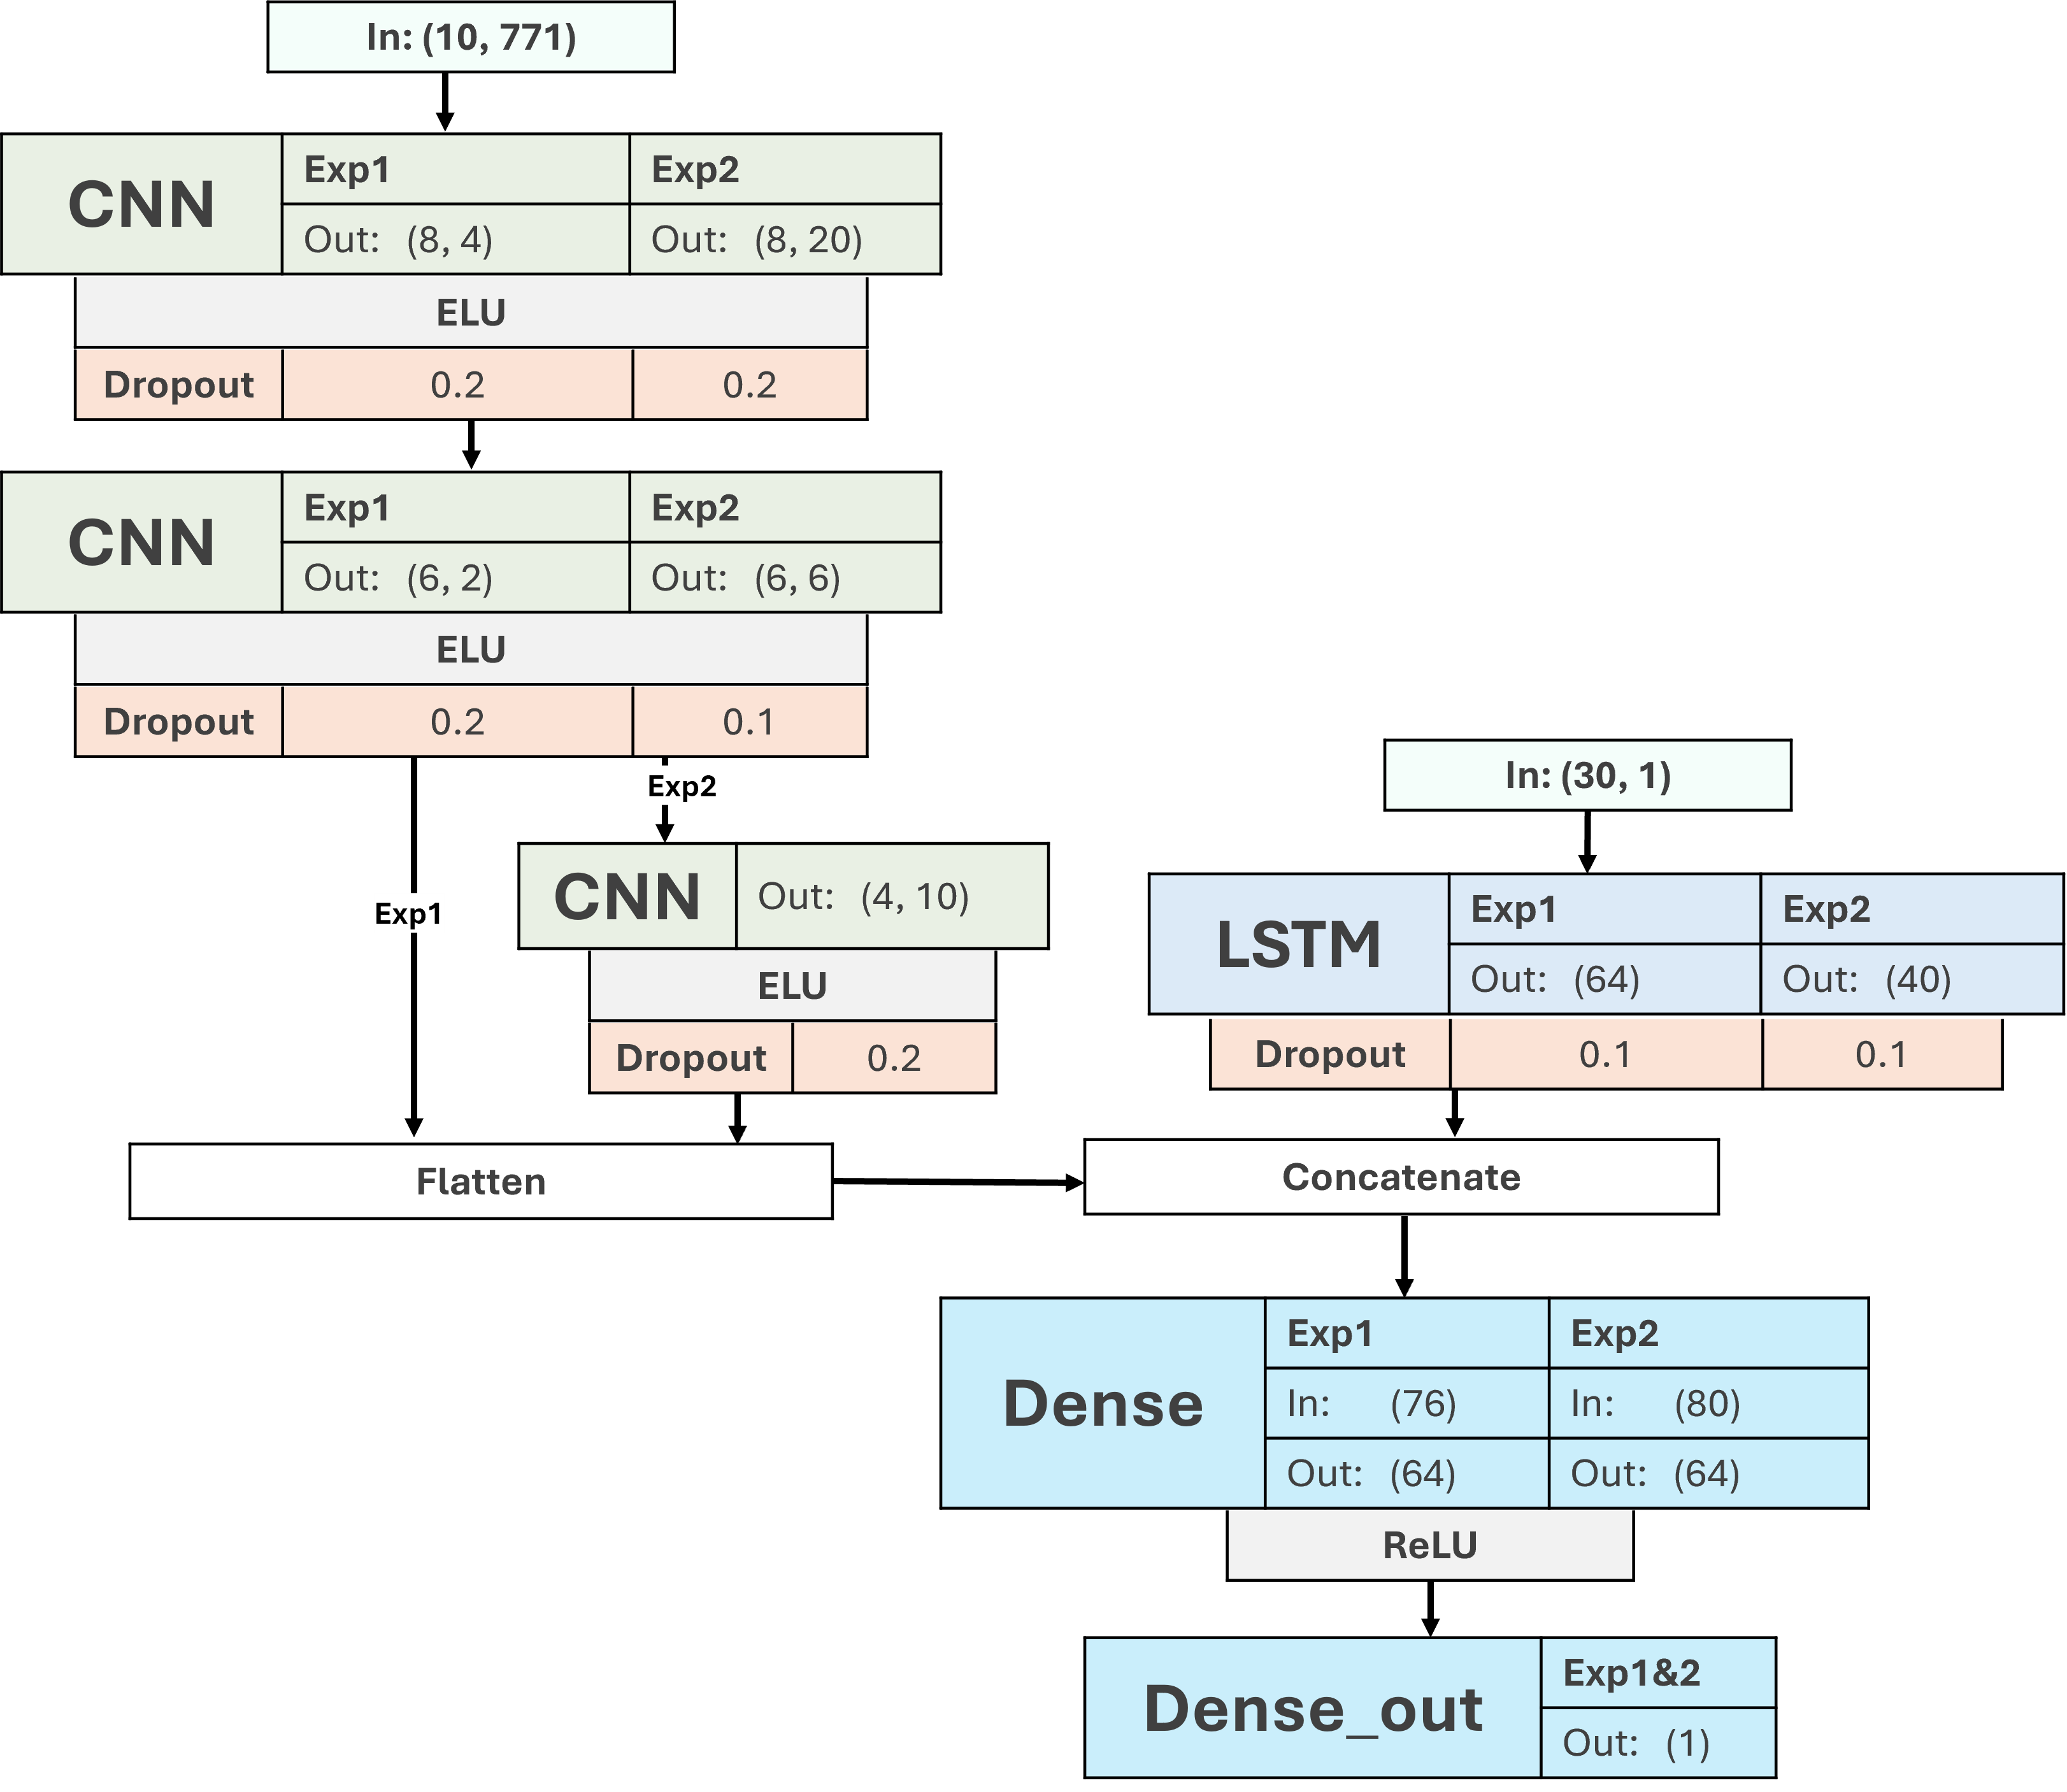 In: (10, 771)
CNN
Exp1
Exp2
Out: (8, 4)
Out: (8, 20)
ELU
Dropout
0.2
0.2
CNN
Exp1
Exp2
Out: (6, 2)
Out: (6, 6)
ELU
Dropout
0.2
0.1
Exp2
Exp1
CNN
Out: (4, 10)
ELU
Dropout
0.2
In: (30, 1)
LSTM
Exp1
Exp2
Out: (64)
Out: (40)
Dropout
0.1
0.1
Flatten
Concatenate
Dense
Exp1
Exp2
In: (76)
In: (80)
Out: (64)
Out: (64)
ReLU
Dense_out
Exp1&2
Out: (1)